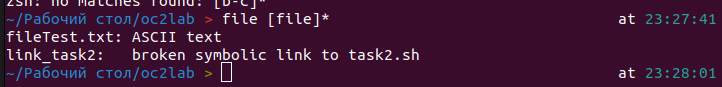 zsh: no matches found: [b-c]*
~/Рабочий стол/oc2lab > file [file]* at 23:27:41
fileTest.txt: ASCII text
link_task2: broken symbolic link to task2.sh
~/Рабочий стол/oc2lab > at 23:28:01